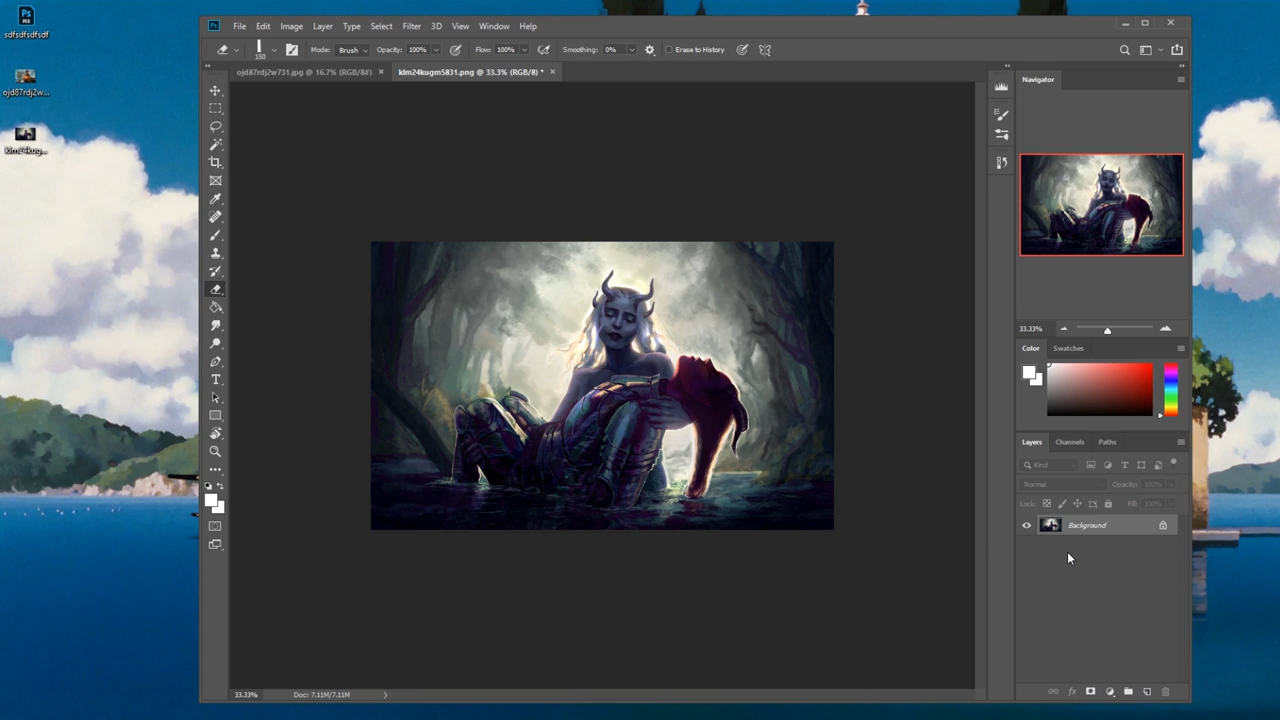 sdfsdfsdfsdf
ojd87rdj2w...
klm24kug...
Ps
File Edit Image Layer Type Select Filter 3D View Window Help
150
Mode: Brush Opacity: 100% Flow: 100% Smoothing: 0% Erase to History
ojd87rdj2w731.jpg @ 16.7% (RGB/8#) klm24kugm5831.png @ 33.3% (RGB/8) *
Navigator
33.33%
Color Swatches
Layers Channels Paths
Kind
Normal Opacity: 100%
Lock: Fill: 100%
Background
33.33% Doc: 7.11M/7.11M